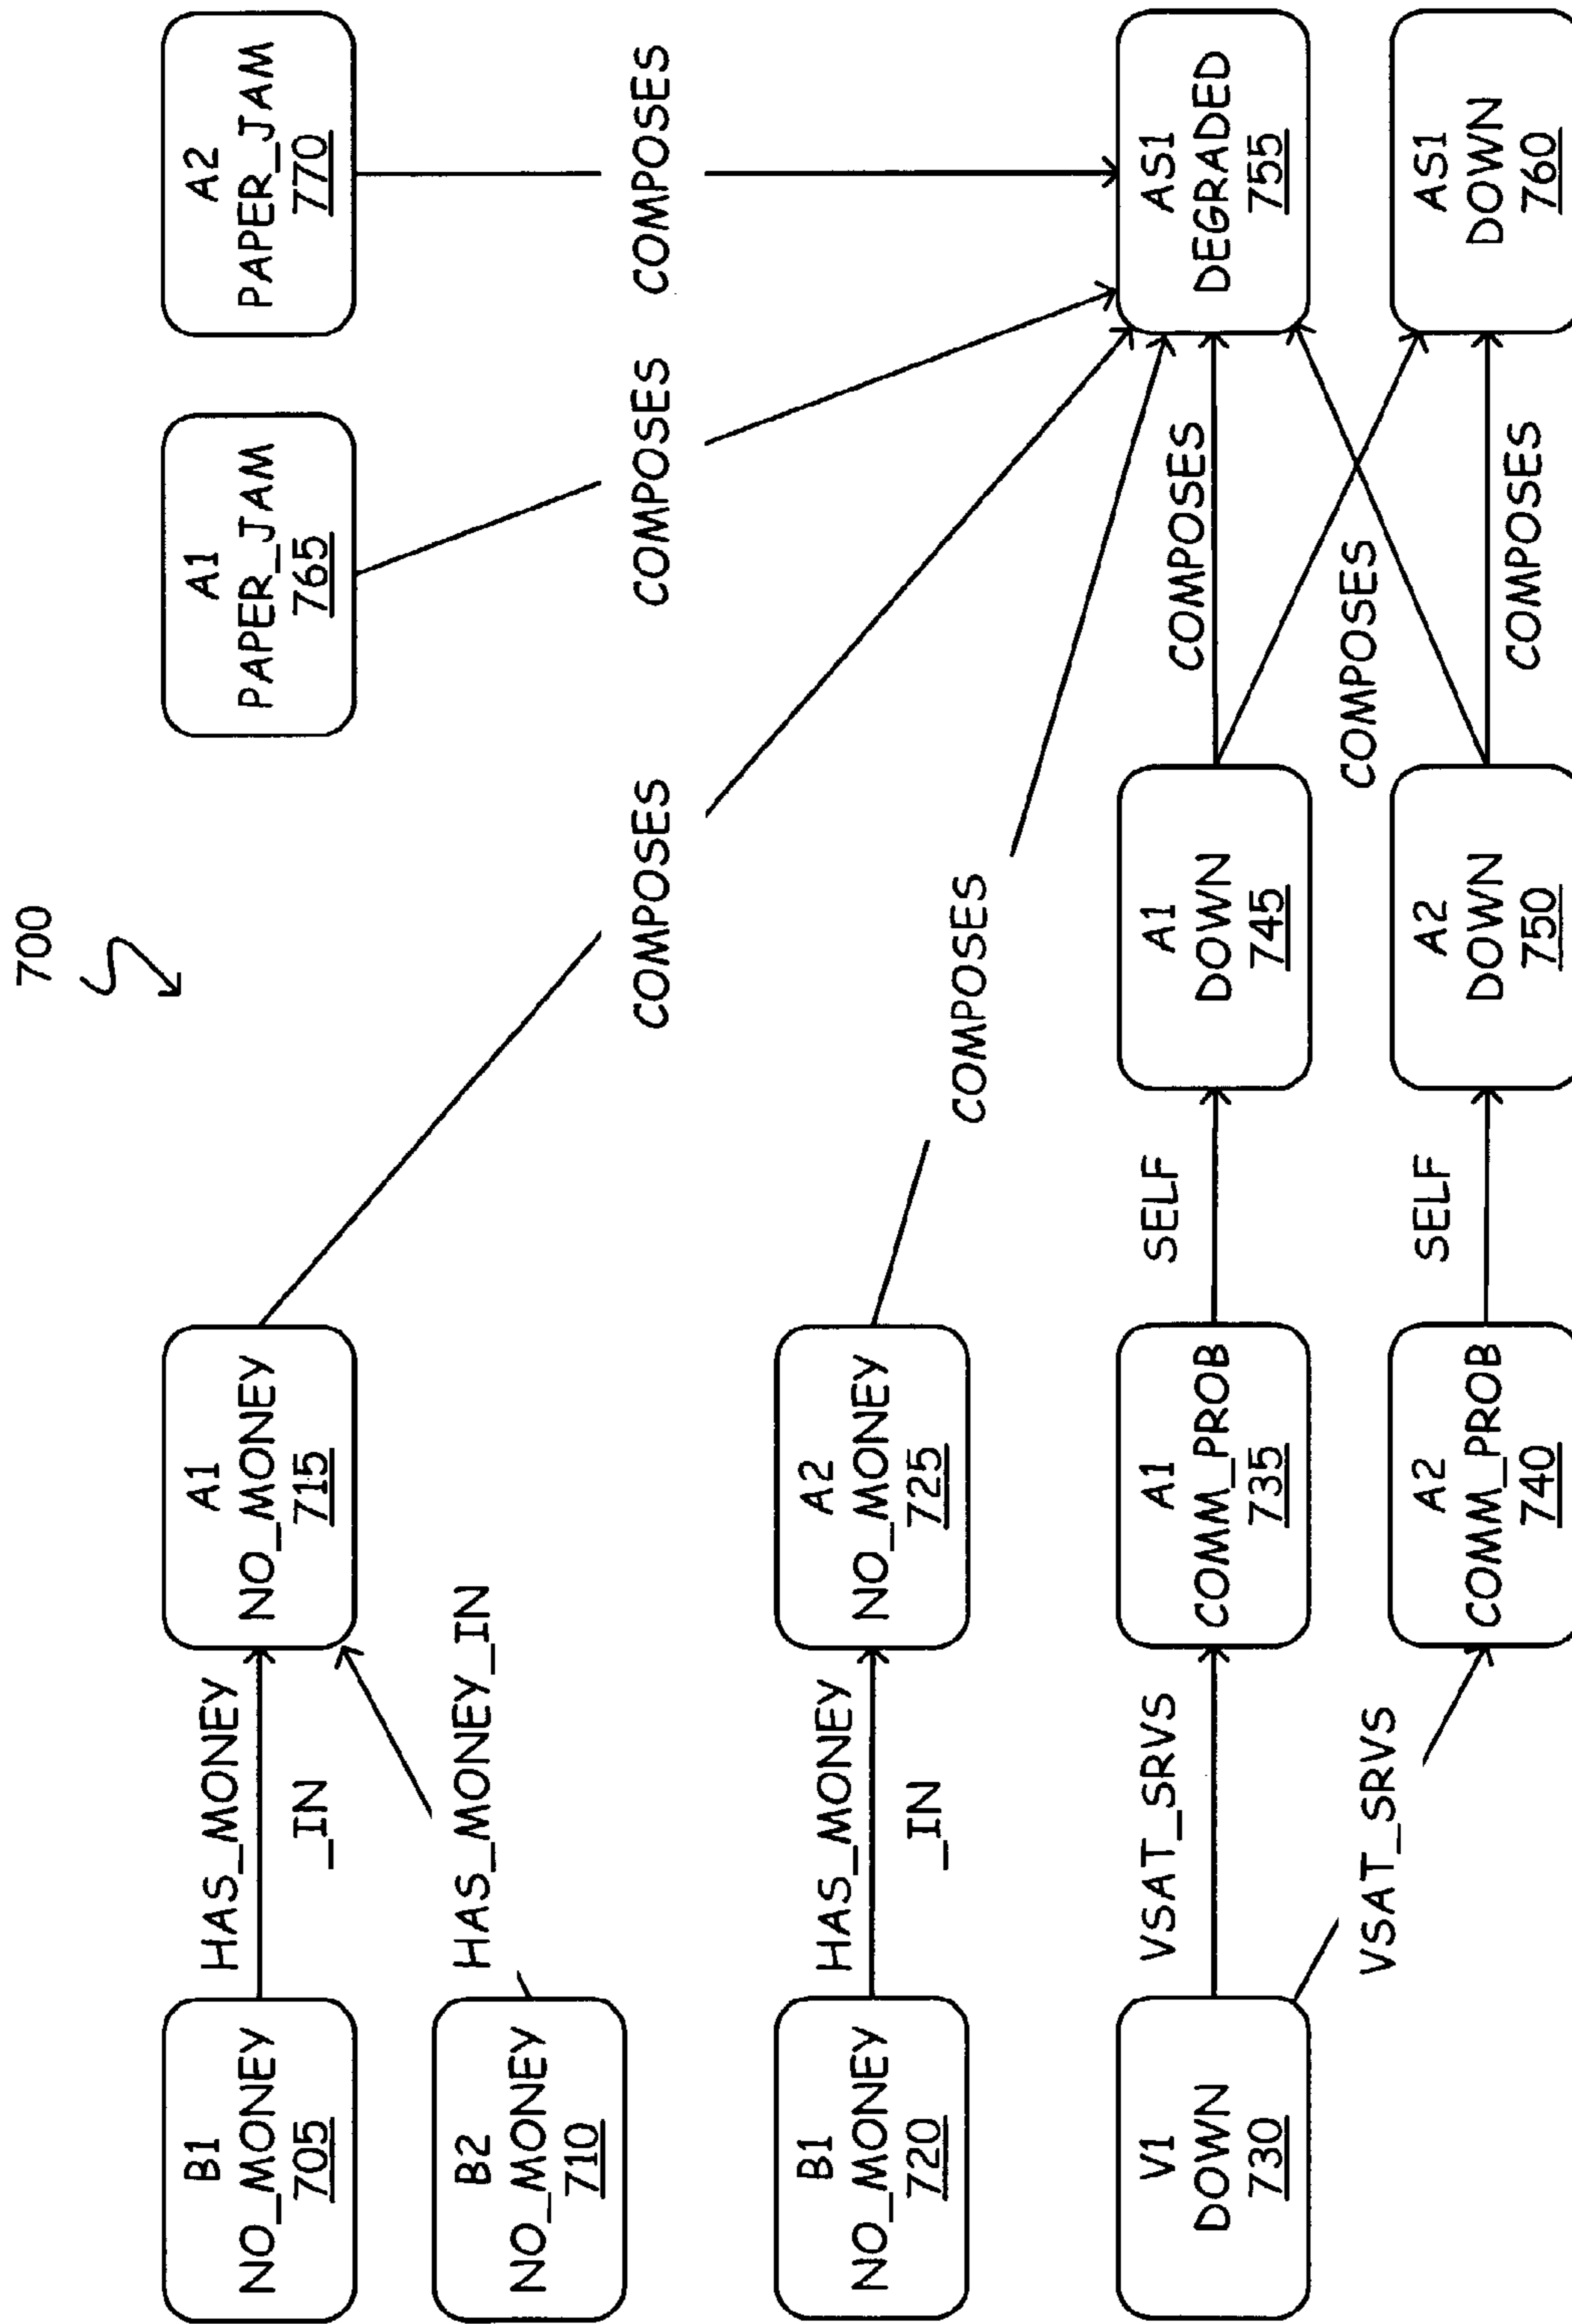 700
B1
NO_MONEY
705
HAS_MONEY
_IN
A1
NO_MONEY
715
COMPOSES
A1
PAPER_JAM
765
COMPOSES
A2
PAPER_JAM
770
COMPOSES
B2
NO_MONEY
710
HAS_MONEY_IN
B1
NO_MONEY
720
HAS_MONEY
_IN
A2
NO_MONEY
725
COMPOSES
V1
DOWN
730
VSAT_SRVS
A1
COMM_PROB
735
SELF
A1
DOWN
745
COMPOSES
AS1
DEGRADED
755
VSAT_SRVS
A2
COMM_PROB
740
SELF
A2
DOWN
750
COMPOSES
COMPOSES
AS1
DOWN
760